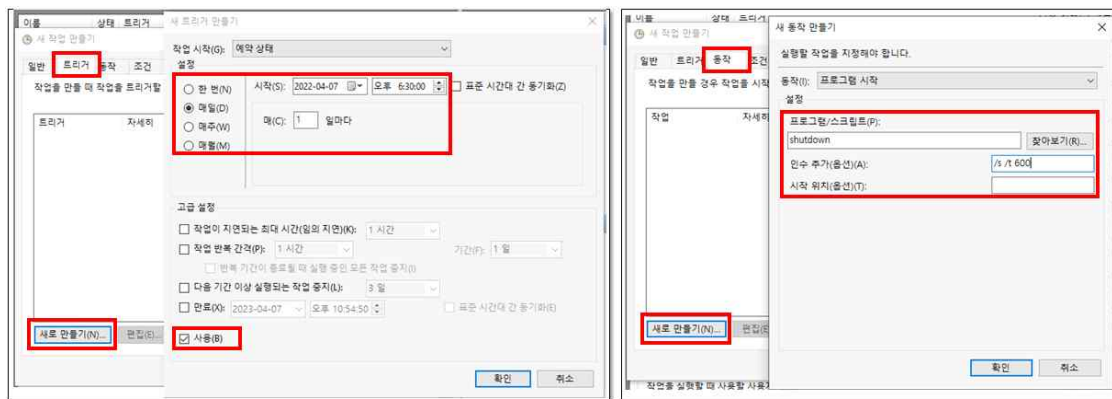 이름 상태 트리거
새 작업 만들기
일반 트리거 동작 조건
작업을 만들 때 작업을 트리거할
트리거 자세히
새로 만들기(N)... 편집(E)...
새 트리거 만들기
작업 시작(G): 예약 상태
설정
한 번(N)
매일(D)
매주(W)
매월(M)
시작(S): 2022-04-07 오후 6:30:00 표준 시간대 간 동기화(Z)
매(C): 1 일마다
고급 설정
작업이 지연되는 최대 시간(임의 지연)(K): 1 시간
작업 반복 간격(P): 1 시간 기간(F): 1 일
반복 기간이 종료될 때 실행 중인 모든 작업 중지(I)
다음 기간 이상 실행되는 작업 중지(L): 3 일
만료(X): 2023-04-07 오후 10:54:50 표준 시간대 간 동기화(E)
사용(B)
확인 취소
이름 상태 트리거
새 작업 만들기
일반 트리거 동작 조건
작업을 만들 경우 작업을 시작
작업 자세히
새로 만들기(N)... 편집(E)
작업을 실행할 때 사용할
새 동작 만들기
실행할 작업을 지정해야 합니다.
동작(I): 프로그램 시작
설정
프로그램/스크립트(P):
shutdown 찾아보기(R)...
인수 추가(옵션)(A): /s /t 600
시작 위치(옵션)(T):
확인 취소